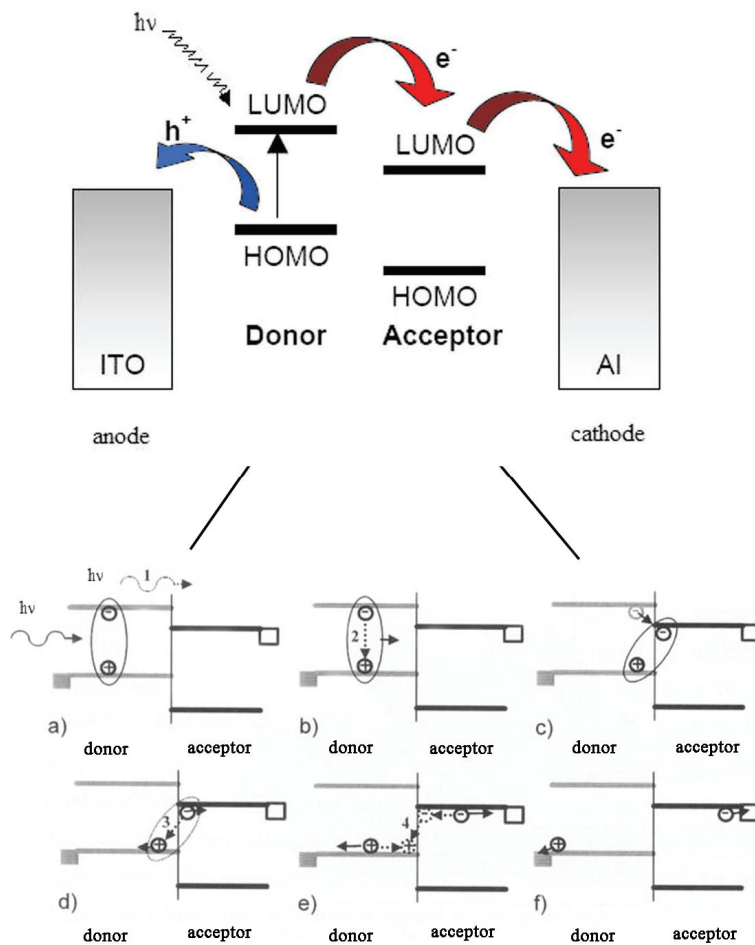 hν
LUMO
e⁻
h⁺
LUMO
e⁻
HOMO
HOMO
Donor
Acceptor
ITO
Al
anode
cathode
hν
1
hν
2
a)
b)
c)
donor
acceptor
donor
acceptor
donor
acceptor
3
4
d)
e)
f)
donor
acceptor
donor
acceptor
donor
acceptor